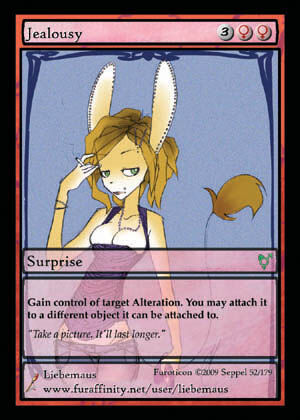 Jealousy
3
Surprise
Gain control of target Alteration. You may attach it
to a different object it can be attached to.
"Take a picture. It'll last longer."
Liebemaus
Furoticon ©2009 Seppel 52/179
www.furaffinity.net/user/liebemaus